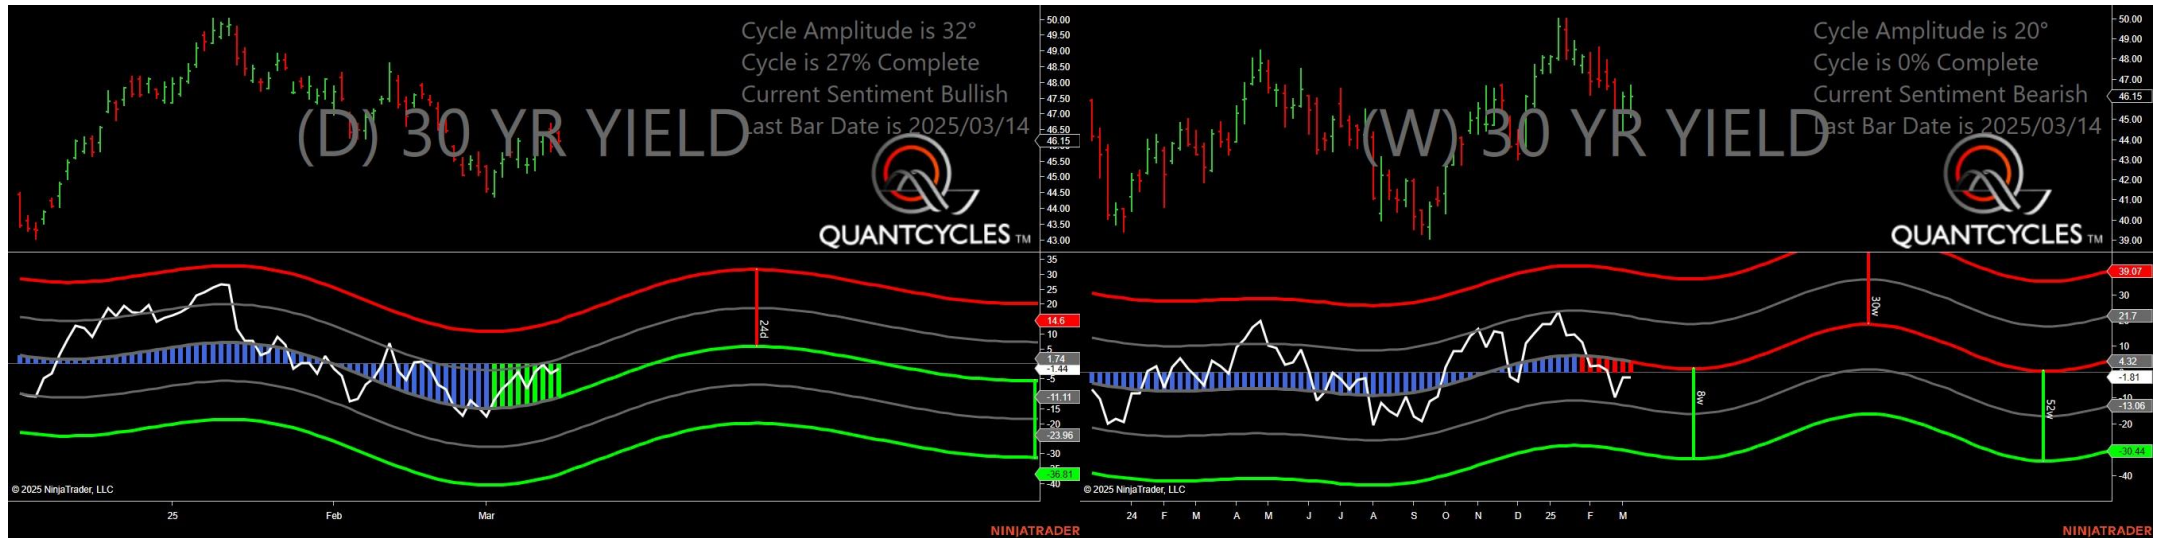 Cycle Amplitude is 32°
Cycle is 27% Complete
Current Sentiment Bullish
Last Bar Date is 2025/03/14
(D) 30 YR YIELD
QUANTCYCLES TM
50.00
49.50
49.00
48.50
48.00
47.50
47.00
46.50
46.15
45.50
45.00
44.50
44.00
43.50
43.00
35
30
25
20
14.6
10
5
1.74
-1.44
-5
-11.11
-15
-20
-23.96
-30
-36.81
-40
24d
© 2025 NinjaTrader, LLC
25
Feb
Mar
NINJATRADER
Cycle Amplitude is 20°
Cycle is 0% Complete
Current Sentiment Bearish
Last Bar Date is 2025/03/14
(W) 30 YR YIELD
QUANTCYCLES TM
50.00
49.00
48.00
47.00
46.15
45.00
44.00
43.00
42.00
41.00
40.00
39.00
39.07
30
21.7
10
4.32
-1.81
-10
-13.06
-20
-30.44
-40
30w
8w
52w
© 2025 NinjaTrader, LLC
24 F M A M J J A S O N D 25 F M
NINJATRADER